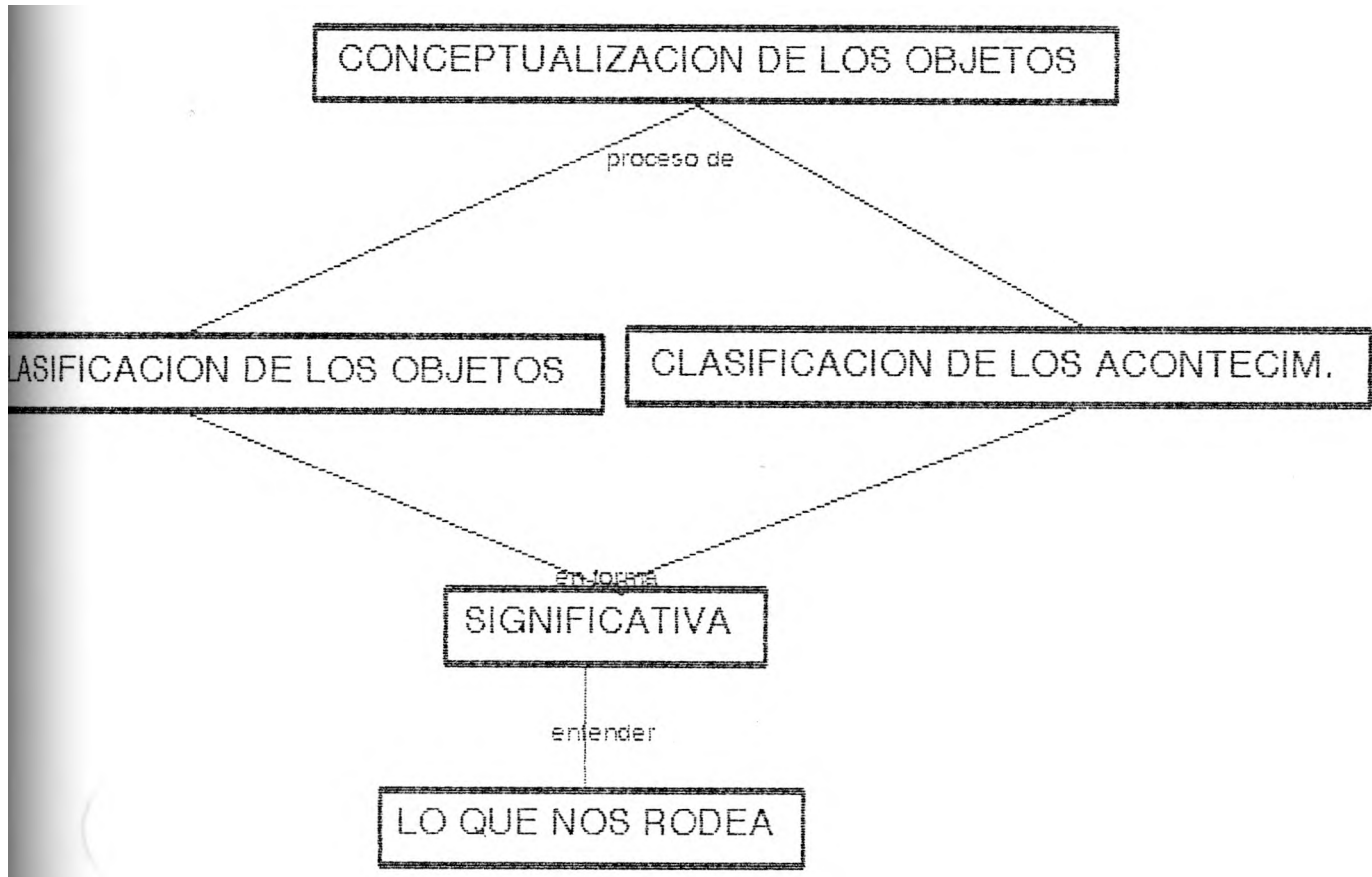 CONCEPTUALIZACION DE LOS OBJETOS
proceso de
LASIFICACION DE LOS OBJETOS
CLASIFICACION DE LOS ACONTECIM.
en forma
SIGNIFICATIVA
entender
LO QUE NOS RODEA